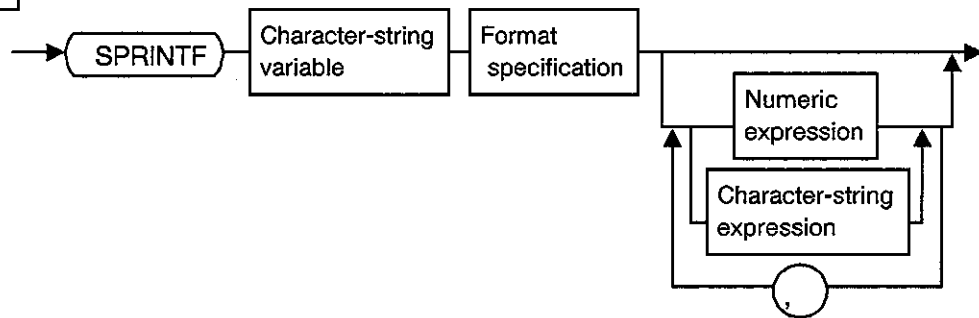 SPRINTF
Character-string
variable
Format
specification
Numeric
expression
Character-string
expression
,